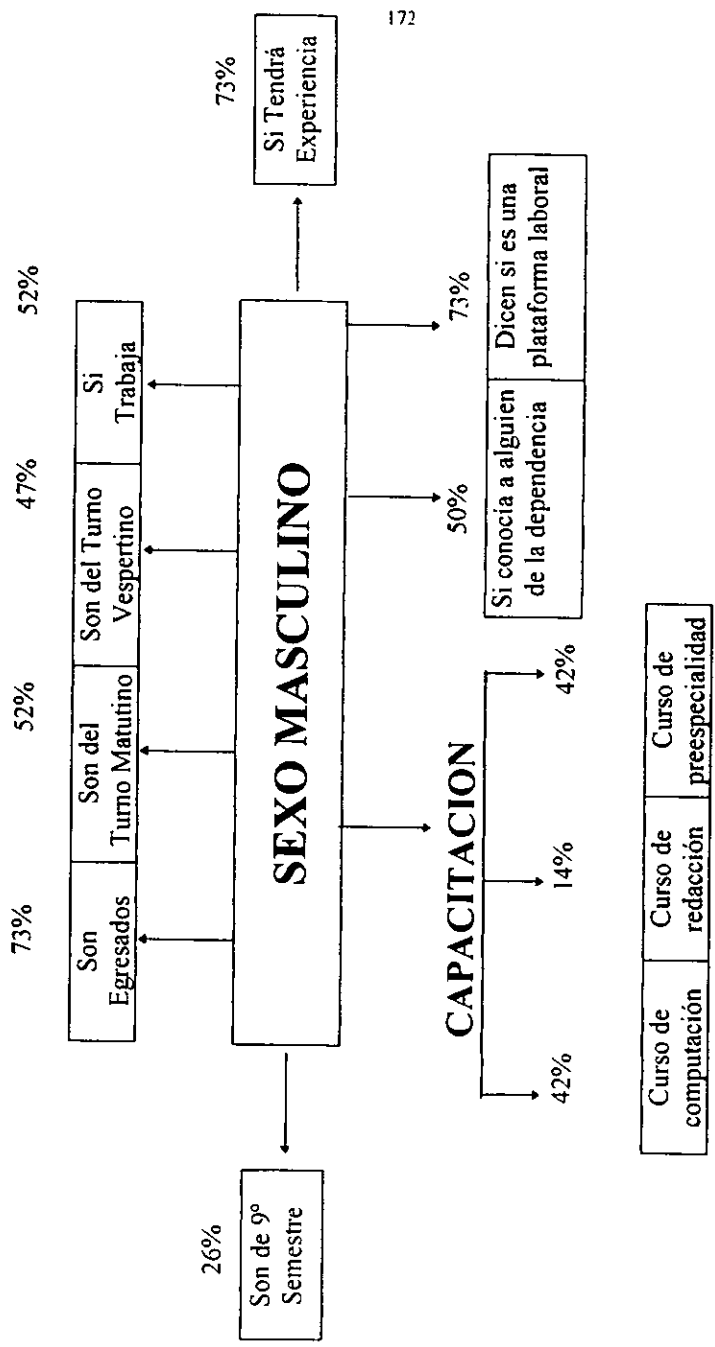 172
73%
52%
47%
52%
Son
Egresados
Son del
Turno Matutino
Son del Turno
Vespertino
Si
Trabaja
26%
Son de 9º
Semestre
SEXO MASCULINO
73%
Si Tendrá
Experiencia
CAPACITACION
50%
73%
Si conocia a alguien
de la dependencia
Dicen si es una
plataforma laboral
42%
14%
42%
Curso de
computación
Curso de
redacción
Curso de
preespecialidad